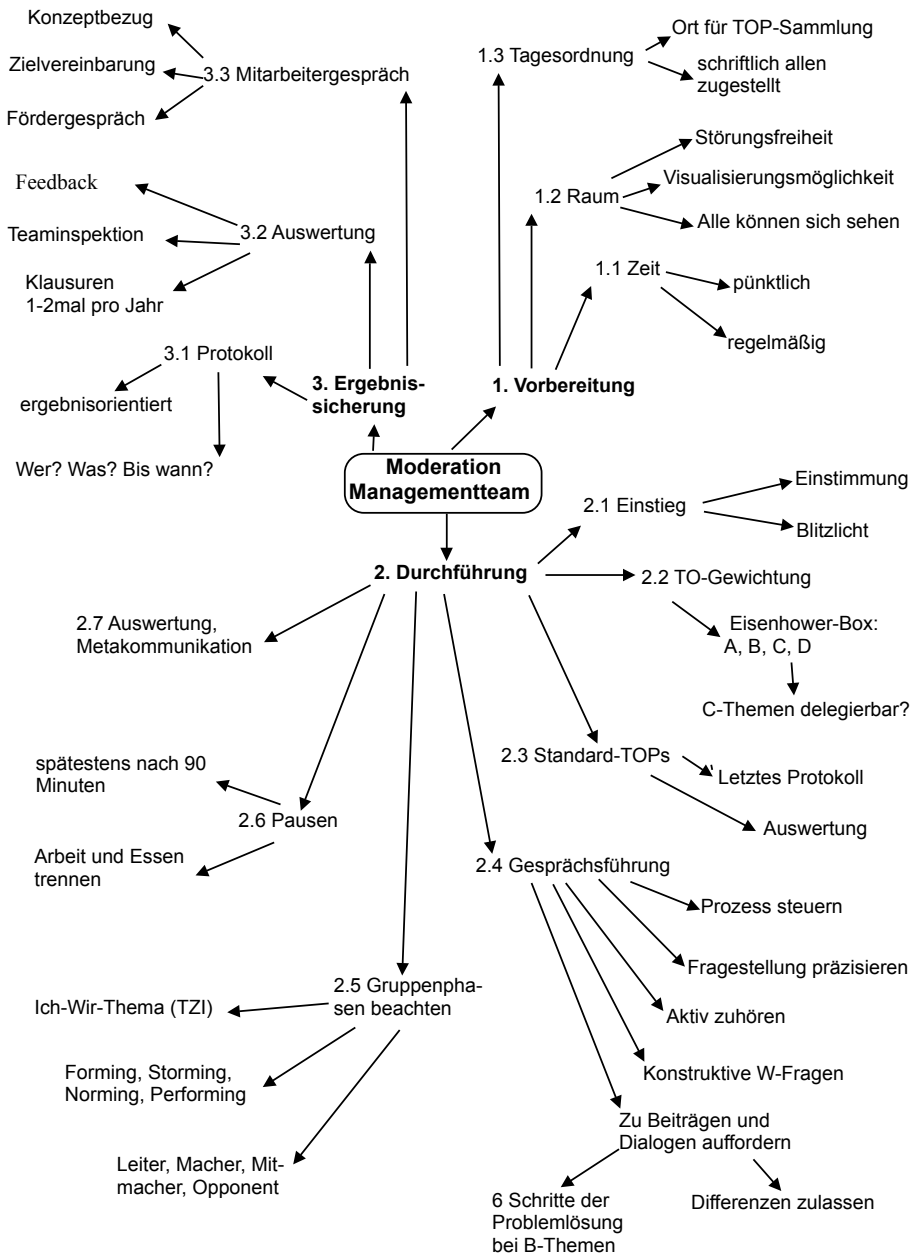 Konzeptbezug
Zielvereinbarung
3.3 Mitarbeitergespräch
Fördergespräch
Feedback
3.2 Auswertung
Teaminspektion
Klausuren
1-2mal pro Jahr
3.1 Protokoll
ergebnisorientiert
Wer? Was? Bis wann?
3. Ergebnis-
sicherung
Ort für TOP-Sammlung
1.3 Tagesordnung
schriftlich allen
zugestellt
Störungsfreiheit
1.2 Raum
Visualisierungsmöglichkeit
Alle können sich sehen
1.1 Zeit
pünktlich
regelmäßig
1. Vorbereitung
Moderation
Managementteam
Einstimmung
2.1 Einstieg
Blitzlicht
2. Durchführung
2.2 TO-Gewichtung
Eisenhower-Box:
A, B, C, D
C-Themen delegierbar?
2.3 Standard-TOPs
Letztes Protokoll
Auswertung
2.4 Gesprächsführung
Prozess steuern
Fragestellung präzisieren
Aktiv zuhören
Konstruktive W-Fragen
Zu Beiträgen und
Dialogen auffordern
6 Schritte der
Problemlösung
bei B-Themen
Differenzen zulassen
2.7 Auswertung,
Metakommunikation
spätestens nach 90
Minuten
2.6 Pausen
Arbeit und Essen
trennen
2.5 Gruppenpha-
sen beachten
Ich-Wir-Thema (TZI)
Forming, Storming,
Norming, Performing
Leiter, Macher, Mit-
macher, Opponent